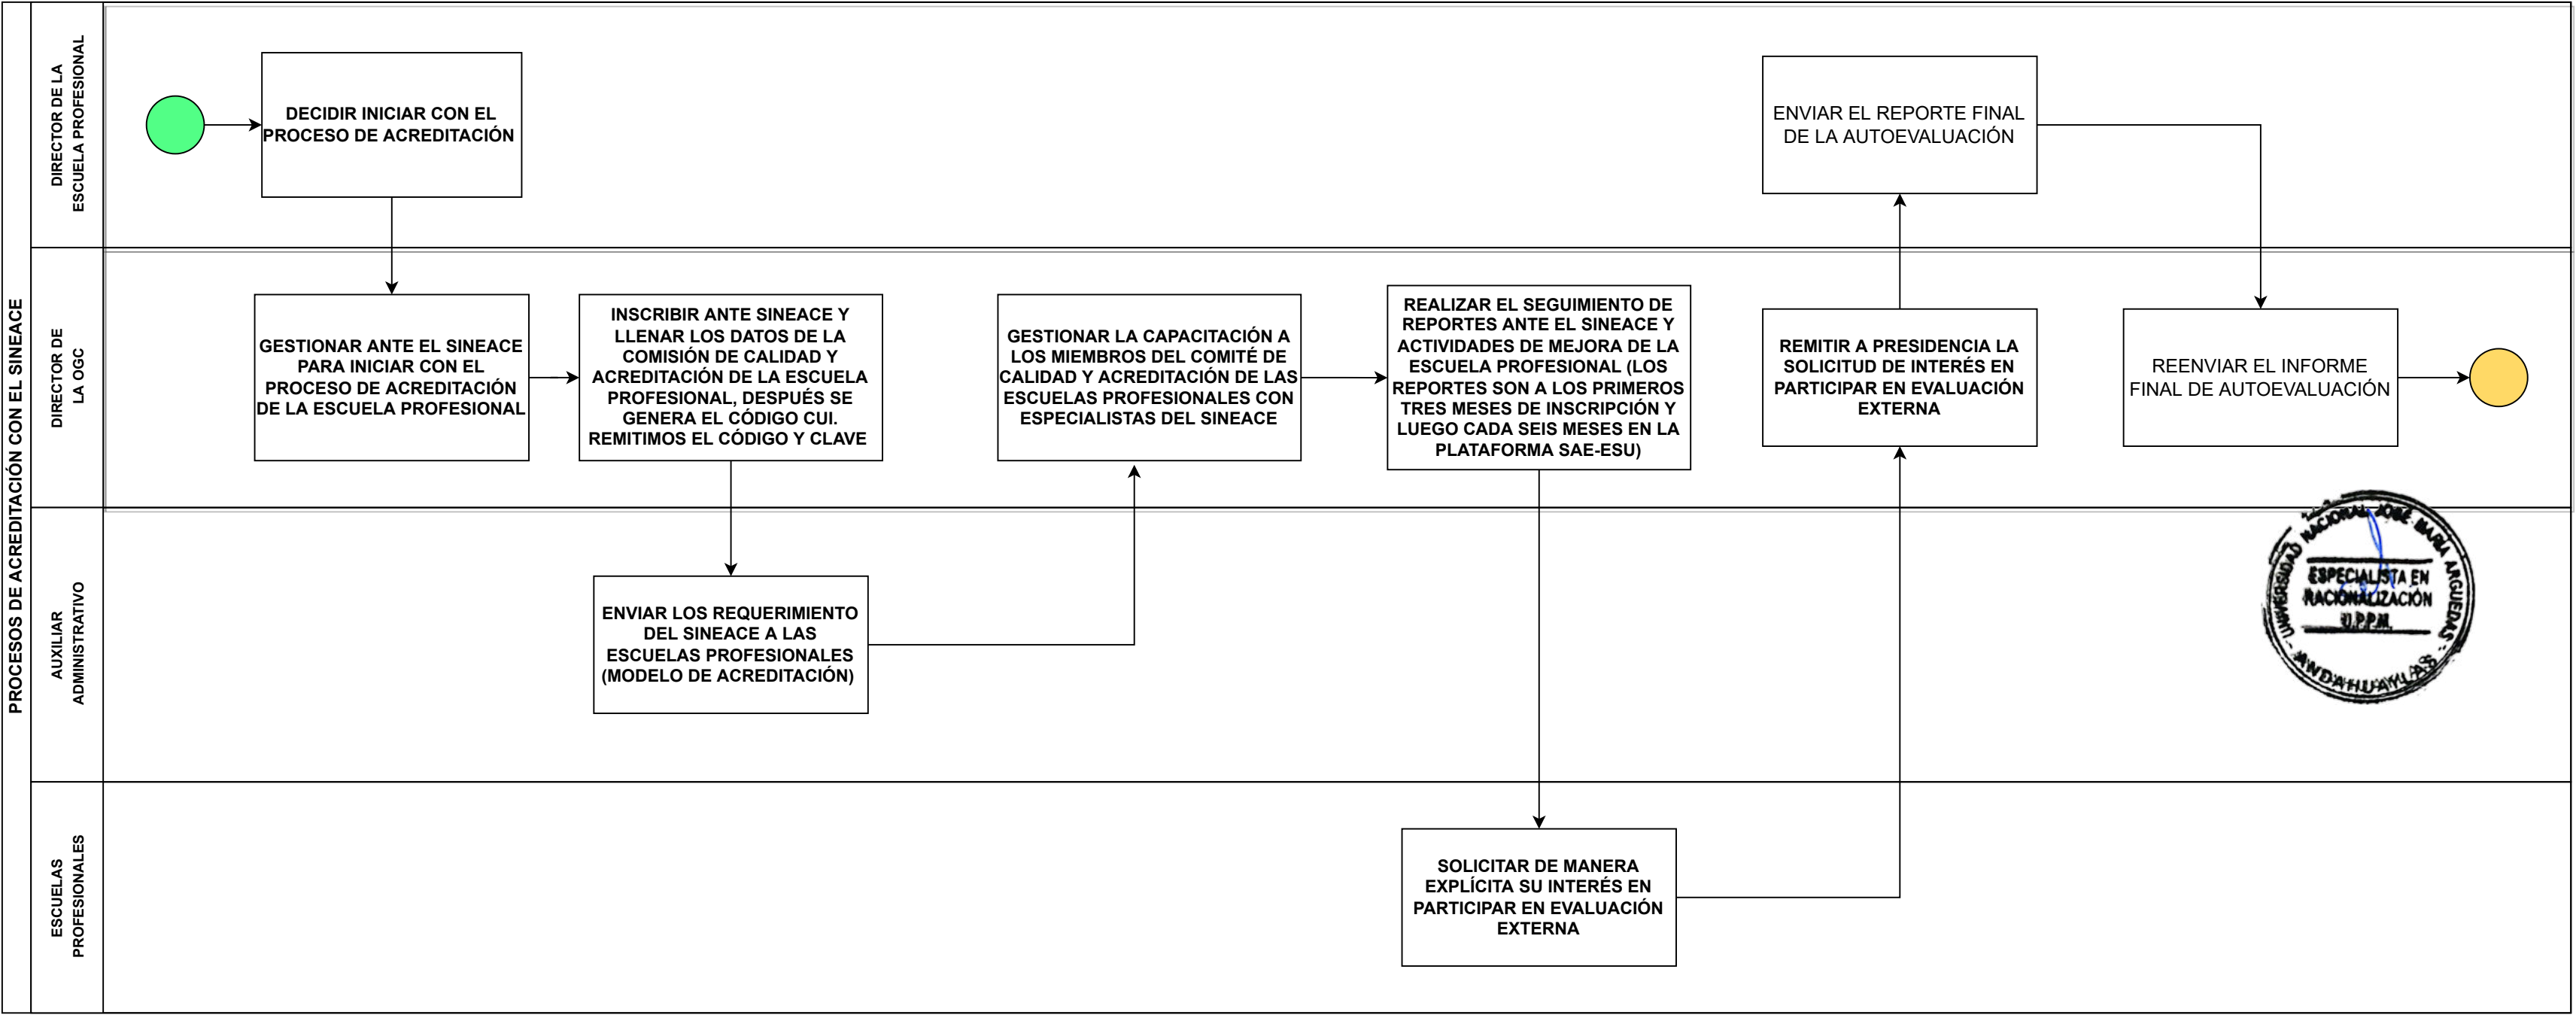 PROCESOS DE ACREDITACIÓN CON EL SINEACE
DIRECTOR DE LA
ESCUELA PROFESIONAL
DECIDIR INICIAR CON EL
PROCESO DE ACREDITACIÓN
ENVIAR EL REPORTE FINAL
DE LA AUTOEVALUACIÓN
DIRECTOR DE
LA OGC
GESTIONAR ANTE EL SINEACE
PARA INICIAR CON EL
PROCESO DE ACREDITACIÓN
DE LA ESCUELA PROFESIONAL
INSCRIBIR ANTE SINEACE Y
LLENAR LOS DATOS DE LA
COMISIÓN DE CALIDAD Y
ACREDITACIÓN DE LA ESCUELA
PROFESIONAL, DESPUÉS SE
GENERA EL CÓDIGO CUI.
REMITIMOS EL CÓDIGO Y CLAVE
GESTIONAR LA CAPACITACIÓN A
LOS MIEMBROS DEL COMITÉ DE
CALIDAD Y ACREDITACIÓN DE LAS
ESCUELAS PROFESIONALES CON
ESPECIALISTAS DEL SINEACE
REALIZAR EL SEGUIMIENTO DE
REPORTES ANTE EL SINEACE Y
ACTIVIDADES DE MEJORA DE LA
ESCUELA PROFESIONAL (LOS
REPORTES SON A LOS PRIMEROS
TRES MESES DE INSCRIPCIÓN Y
LUEGO CADA SEIS MESES EN LA
PLATAFORMA SAE-ESU)
REMITIR A PRESIDENCIA LA
SOLICITUD DE INTERÉS EN
PARTICIPAR EN EVALUACIÓN
EXTERNA
REENVIAR EL INFORME
FINAL DE AUTOEVALUACIÓN
AUXILIAR
ADMINISTRATIVO
ENVIAR LOS REQUERIMIENTO
DEL SINEACE A LAS
ESCUELAS PROFESIONALES
(MODELO DE ACREDITACIÓN)
UNIVERSIDAD NACIONAL JOSÉ MARÍA ARGUEDAS
ESPECIALISTA EN
RACIONALIZACIÓN
U.P.P.M.
- ANDAHUAYLAS -
ESCUELAS
PROFESIONALES
SOLICITAR DE MANERA
EXPLÍCITA SU INTERÉS EN
PARTICIPAR EN EVALUACIÓN
EXTERNA